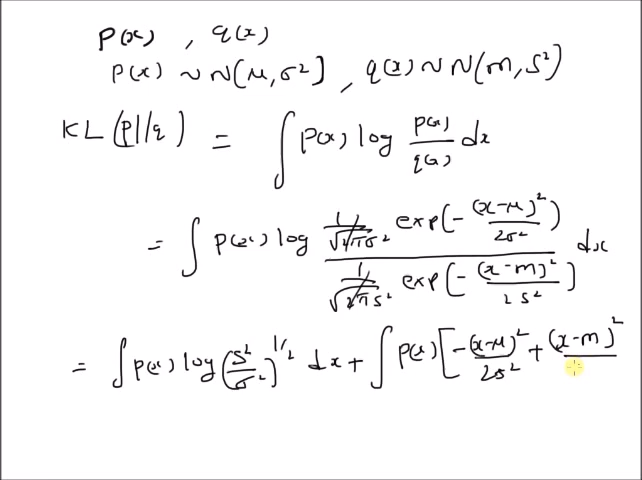 p(x) , q(x)
p(x) ~ N(μ, σ²] , q(x) ~ N(m, s²)
KL(p||q) = ∫ p(x) log p(x)/q(x) dx
= ∫ p(x) log (1/√2πσ² exp(-(x-μ)²/2σ²)) / (1/√2πs² exp(-(x-m)²/2s²)) dx
= ∫ p(x) log (s²/σ²)^1/2 dx + ∫ p(x) [-(x-μ)²/2σ² + (x-m)²/